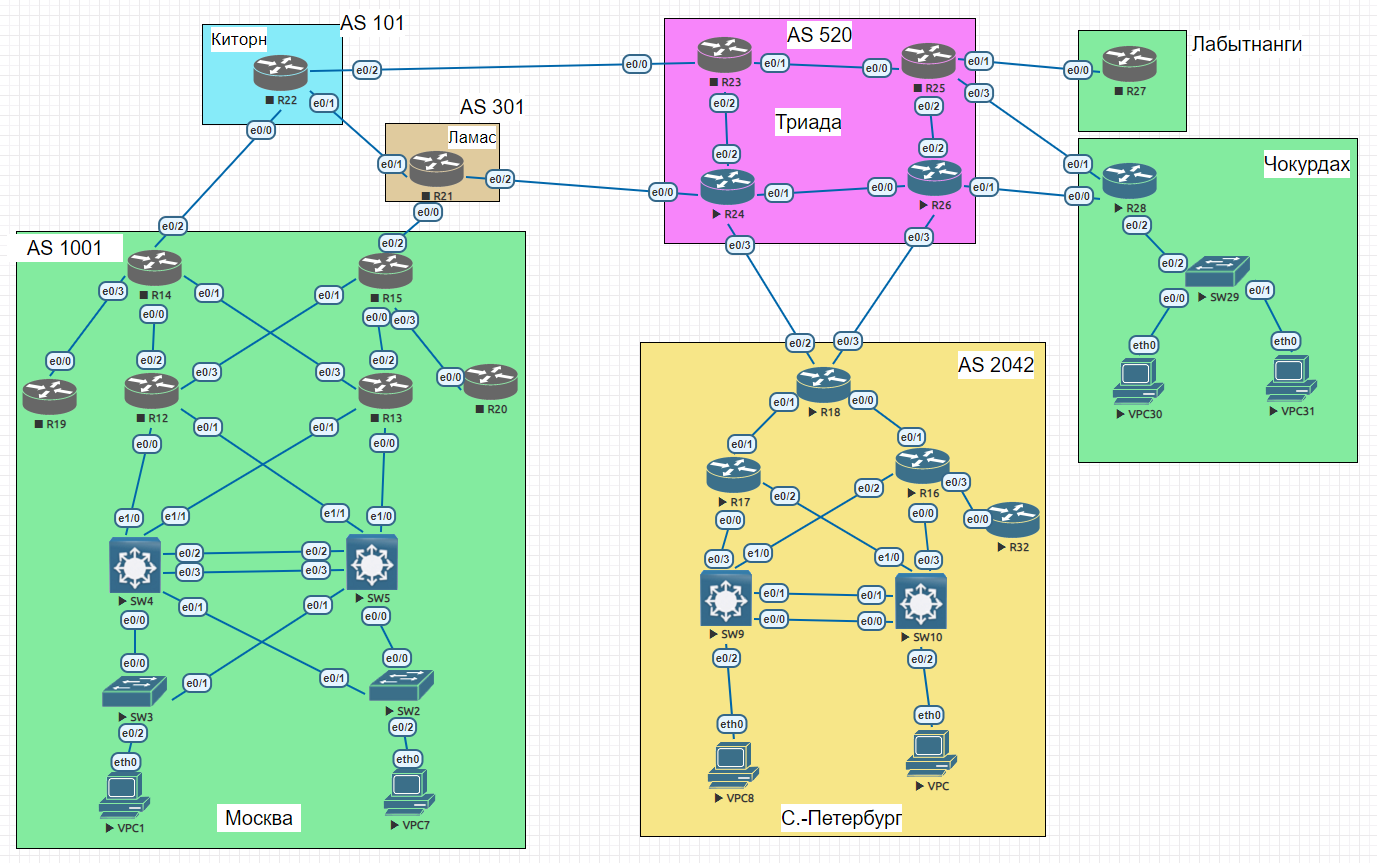 AS 101
Киторн
R22
e0/2
e0/1
e0/0
AS 301
Ламас
e0/1
R21
e0/2
e0/0
AS 520
Триада
e0/0
R23
e0/1
e0/2
e0/0
R25
e0/1
e0/3
e0/2
e0/2
e0/0
R24
e0/1
e0/3
e0/2
e0/0
R26
e0/1
e0/3
Лабытнанги
e0/0
R27
Чокурдах
e0/1
e0/0
R28
e0/2
e0/2
SW29
e0/0
e0/1
eth0
eth0
VPC30
VPC31
AS 1001
e0/2
R14
e0/3
e0/1
e0/0
e0/2
R15
e0/1
e0/0
e0/3
e0/0
R19
e0/2
e0/3
R12
e0/1
e0/0
e0/3
e0/2
R13
e0/1
e0/0
e0/0
R20
e1/0
e1/1
e0/2
e0/3
SW4
e0/1
e0/0
e1/1
e1/0
e0/2
e0/3
SW5
e0/1
e0/0
e0/0
e0/1
SW3
e0/2
e0/0
e0/1
SW2
e0/2
eth0
VPC1
eth0
VPC7
Москва
AS 2042
e0/2
e0/3
R18
e0/1
e0/0
e0/1
R17
e0/2
e0/0
e0/1
R16
e0/2
e0/3
e0/0
e0/0
R32
e0/3
e1/0
e0/1
e0/0
SW9
e0/2
e1/0
e0/3
e0/1
e0/0
SW10
e0/2
eth0
VPC8
eth0
VPC
С.-Петербург